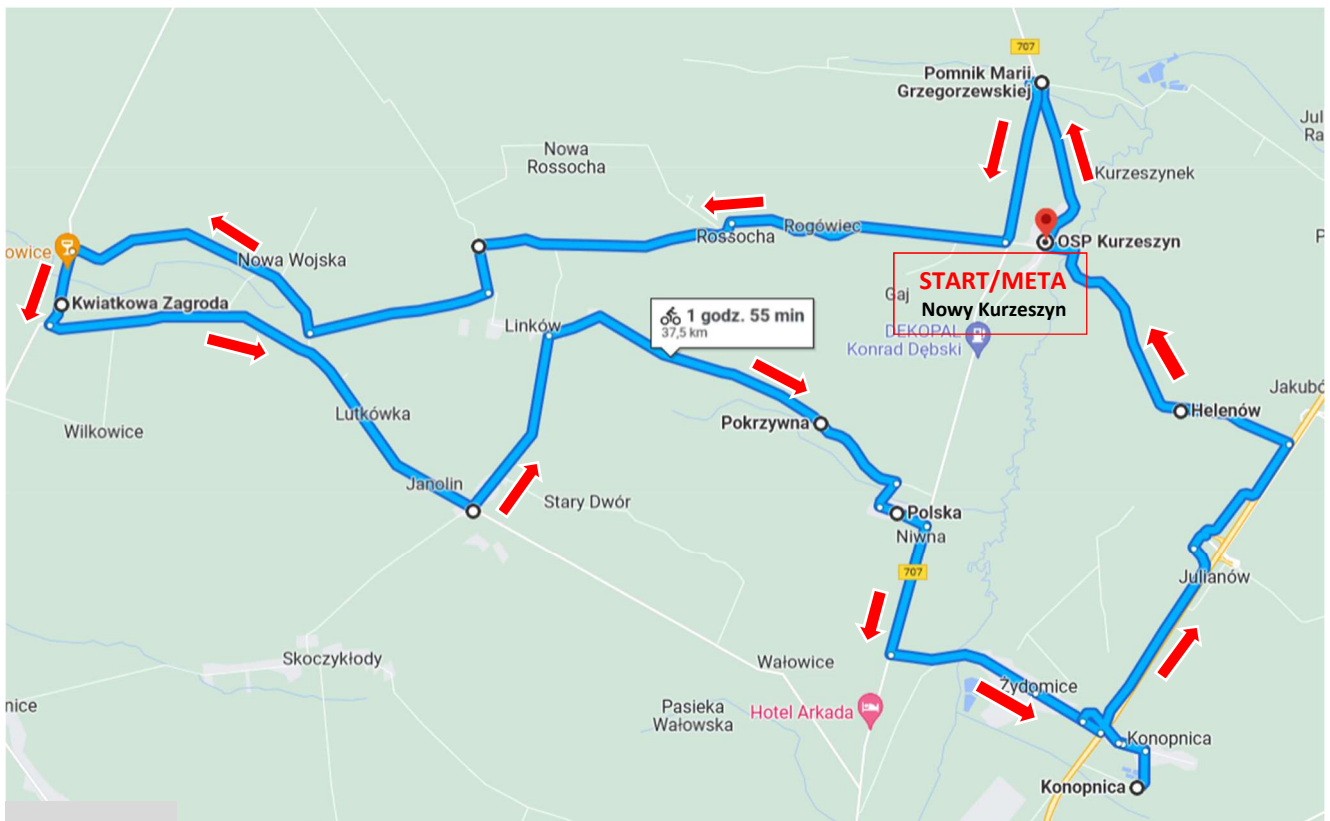 707
Pomnik Marii
Grzegorzewskiej
Jul
Ra
Nowa
Rossocha
Kurzeszynek
Rossocha
Rogówiec
OSP Kurzeszyn
P
owice
Nowa Wojska
START/META
Nowy Kurzeszyn
Gaj
Kwiatkowa Zagroda
Linków
1 godz. 55 min
37,5 km
DEKOPAL
Konrad Dębski
Jakubó
Helenów
Lutkówka
Wilkowice
Pokrzywna
Janolin
Stary Dwór
Polska
Niwna
707
Julianów
Skoczykłody
Wałowice
Żydomice
nice
Pasieka
Wałowska
Hotel Arkada
Konopnica
Konopnica